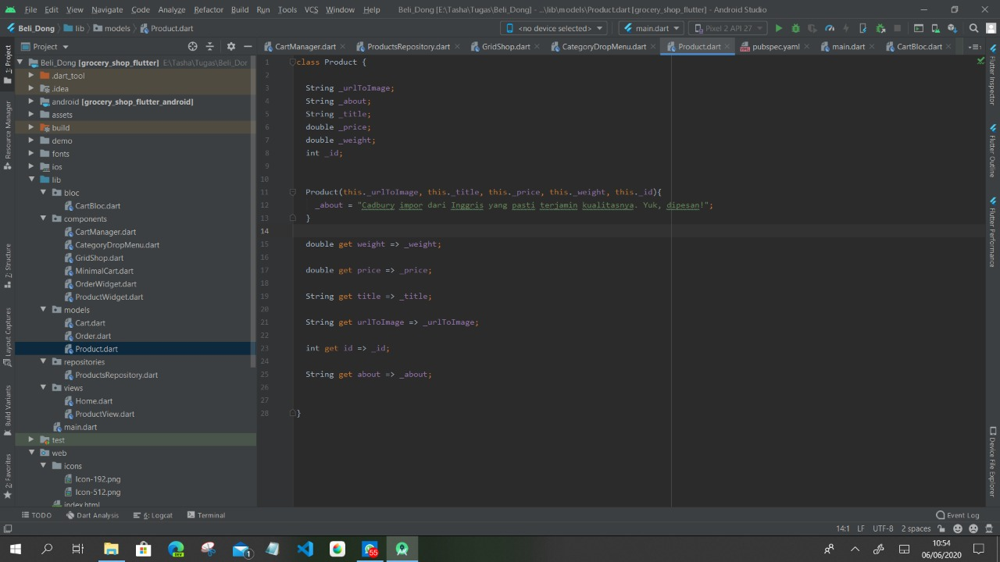 File Edit View Navigate Code Analyze Refactor Build Run Tools VCS Window Help Beli_Dong [E:\Tasha\Tugas\Beli_Dong] - ...\lib\models\Product.dart [grocery_shop_flutter] - Android Studio
Beli_Dong lib models Product.dart <no device selected> main.dart Pixel 2 API 27
Project CartManager.dart ProductsRepository.dart GridShop.dart CategoryDropMenu.dart Product.dart pubspec.yaml main.dart CartBloc.dart
1: Project
Resource Manager
7: Structure
Layout Captures
Build Variants
2: Favorites
Beli_Dong [grocery_shop_flutter] E:\Tasha\Tugas\Beli_Dor
.dart_tool
.idea
android [grocery_shop_flutter_android]
assets
build
demo
fonts
ios
lib
bloc
CartBloc.dart
components
CartManager.dart
CategoryDropMenu.dart
GridShop.dart
MinimalCart.dart
OrderWidget.dart
ProductWidget.dart
models
Cart.dart
Order.dart
Product.dart
repositories
ProductsRepository.dart
views
Home.dart
ProductView.dart
main.dart
test
web
icons
Icon-192.png
Icon-512.png
index.html
1 class Product {
2
3 String _urlToImage;
4 String _about;
5 String _title;
6 double _price;
7 double _weight;
8 int _id;
9
10
11 Product(this._urlToImage, this._title, this._price, this._weight, this._id){
12 _about = "Cadbury impor dari Inggris yang pasti terjamin kualitasnya. Yuk, dipesan!";
13 }
14
15 double get weight => _weight;
16
17 double get price => _price;
18
19 String get title => _title;
20
21 String get urlToImage => _urlToImage;
22
23 int get id => _id;
24
25 String get about => _about;
26
27
28 }
Flutter Inspector
Flutter Outline
Flutter Performance
Device File Explorer
TODO Dart Analysis 6: Logcat Terminal Event Log
14:1 LF UTF-8 2 spaces
DEV 1 55 10:54
06/06/2020